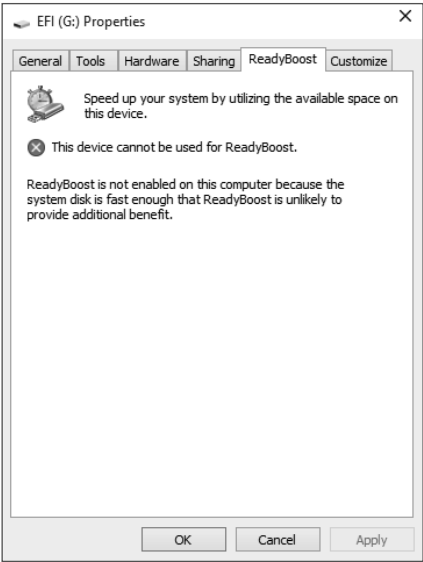 EFI (G:) Properties
General Tools Hardware Sharing ReadyBoost Customize
Speed up your system by utilizing the available space on
this device.
This device cannot be used for ReadyBoost.
ReadyBoost is not enabled on this computer because the
system disk is fast enough that ReadyBoost is unlikely to
provide additional benefit.
OK Cancel Apply